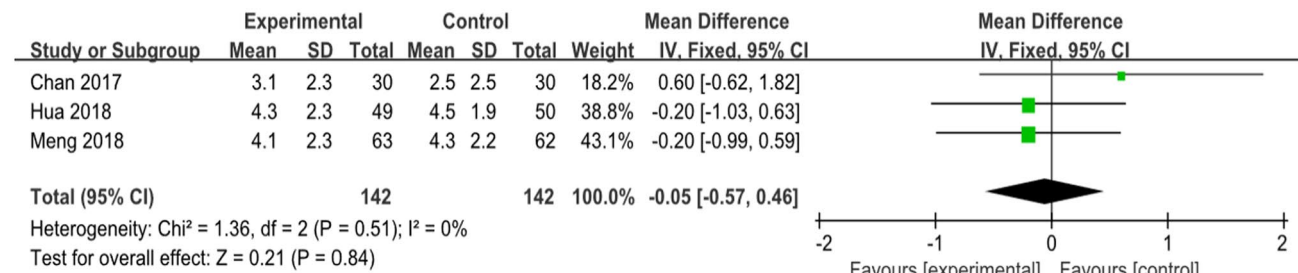 Experimental Control Mean Difference Mean Difference
Study or Subgroup Mean SD Total Mean SD Total Weight IV, Fixed, 95% CI IV, Fixed, 95% CI
Chan 2017 3.1 2.3 30 2.5 2.5 30 18.2% 0.60 [-0.62, 1.82]
Hua 2018 4.3 2.3 49 4.5 1.9 50 38.8% -0.20 [-1.03, 0.63]
Meng 2018 4.1 2.3 63 4.3 2.2 62 43.1% -0.20 [-0.99, 0.59]
Total (95% CI) 142 142 100.0% -0.05 [-0.57, 0.46]
Heterogeneity: Chi² = 1.36, df = 2 (P = 0.51); I² = 0%
Test for overall effect: Z = 0.21 (P = 0.84)
-2 -1 0 1 2
Favours [experimental] Favours [control]